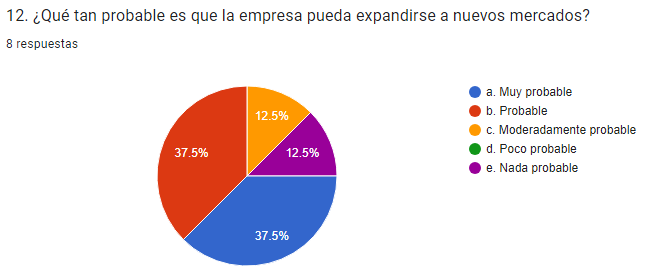 12. ¿Qué tan probable es que la empresa pueda expandirse a nuevos mercados?
8 respuestas
a. Muy probable
b. Probable
c. Moderadamente probable
d. Poco probable
e. Nada probable
12.5%
37.5%
12.5%
37.5%